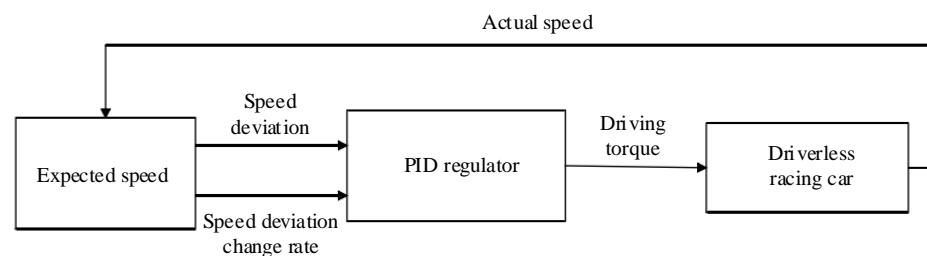 Actual speed
Speed
deviation
Expected speed
Speed deviation
change rate
PID regulator
Driving
torque
Driverless
racing car